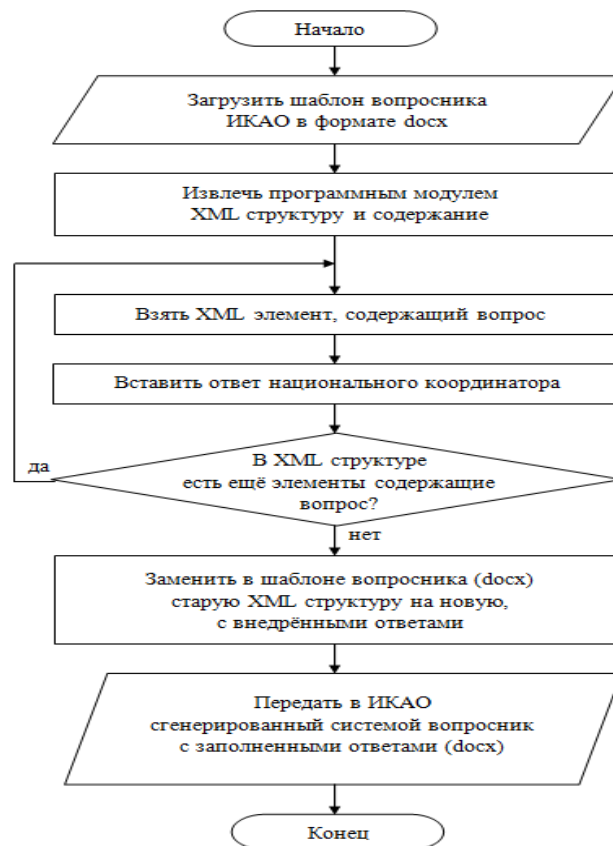 Начало
Загрузить шаблон вопросника
ИКАО в формате docx
Извлечь программным модулем
XML структуру и содержание
Взять XML элемент, содержащий вопрос
Вставить ответ национального координатора
В XML структуре
есть ещё элементы содержащие
вопрос?
да
нет
Заменить в шаблоне вопросника (docx)
старую XML структуру на новую,
с внедрёнными ответами
Передать в ИКАО
сгенерированный системой вопросник
с заполненными ответами (docx)
Конец